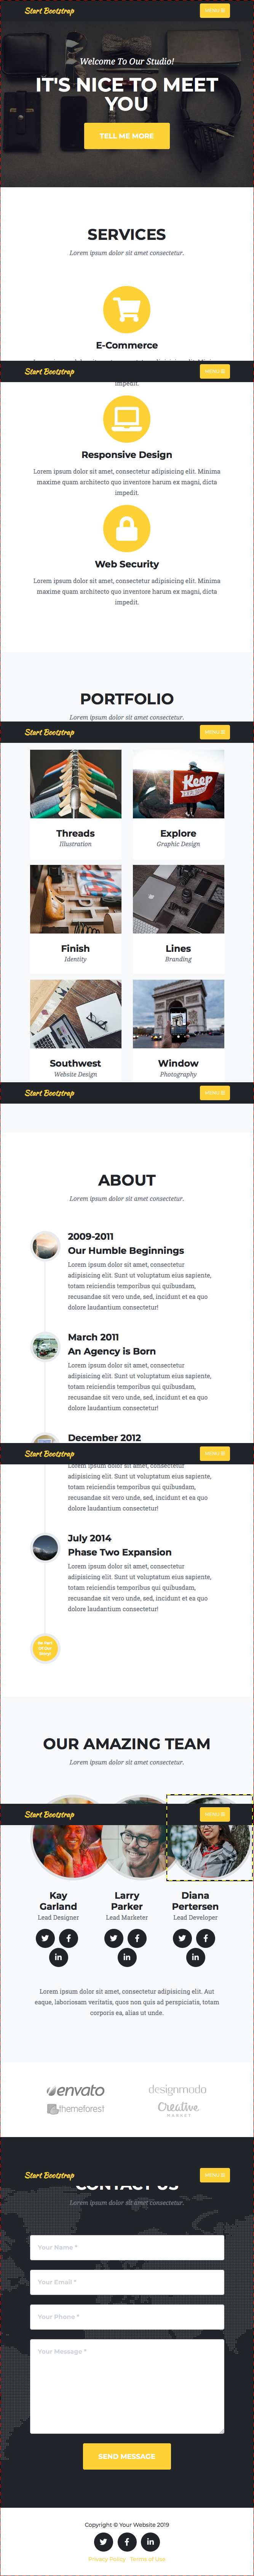 Start Bootstrap
MENU
Welcome To Our Studio!
IT'S NICE TO MEET
YOU
TELL ME MORE
SERVICES
Lorem ipsum dolor sit amet consectetur.
E-Commerce
Start Bootstrap
MENU
impedit.
Responsive Design
Lorem ipsum dolor sit amet, consectetur adipisicing elit. Minima
maxime quam architecto quo inventore harum ex magni, dicta
impedit.
Web Security
Lorem ipsum dolor sit amet, consectetur adipisicing elit. Minima
maxime quam architecto quo inventore harum ex magni, dicta
impedit.
PORTFOLIO
Lorem ipsum dolor sit amet consectetur.
Start Bootstrap
MENU
Keep
Threads
Illustration
Explore
Graphic Design
Finish
Identity
Lines
Branding
Southwest
Website Design
Window
Photography
Start Bootstrap
MENU
ABOUT
Lorem ipsum dolor sit amet consectetur.
2009-2011
Our Humble Beginnings
Lorem ipsum dolor sit amet, consectetur
adipisicing elit. Sunt ut voluptatum eius sapiente,
totam reiciendis temporibus qui quibusdam,
recusandae sit vero unde, sed, incidunt et ea quo
dolore laudantium consectetur!
March 2011
An Agency is Born
Lorem ipsum dolor sit amet, consectetur
adipisicing elit. Sunt ut voluptatum eius sapiente,
totam reiciendis temporibus qui quibusdam,
recusandae sit vero unde, sed, incidunt et ea quo
dolore laudantium consectetur!
December 2012
Start Bootstrap
MENU
Lorem ipsum dolor sit amet, consectetur
adipisicing elit. Sunt ut voluptatum eius sapiente,
totam reiciendis temporibus qui quibusdam,
recusandae sit vero unde, sed, incidunt et ea quo
dolore laudantium consectetur!
July 2014
Phase Two Expansion
Lorem ipsum dolor sit amet, consectetur
adipisicing elit. Sunt ut voluptatum eius sapiente,
totam reiciendis temporibus qui quibusdam,
recusandae sit vero unde, sed, incidunt et ea quo
dolore laudantium consectetur!
Be Part
Of Our
Story!
OUR AMAZING TEAM
Lorem ipsum dolor sit amet consectetur.
Start Bootstrap
MENU
Kay
Garland
Lead Designer
Larry
Parker
Lead Marketer
Diana
Pertersen
Lead Developer
Lorem ipsum dolor sit amet, consectetur adipisicing elit. Aut
eaque, laboriosam veritatis, quos non quis ad perspiciatis, totam
corporis ea, alias ut unde.
envato
designmodo
themeforest
Creative
MARKET
Start Bootstrap
MENU
CONTACT US
Lorem ipsum dolor sit amet consectetur.
Your Name *
Your Email *
Your Phone *
Your Message *
SEND MESSAGE
Copyright © Your Website 2019
Privacy Policy
Terms of Use